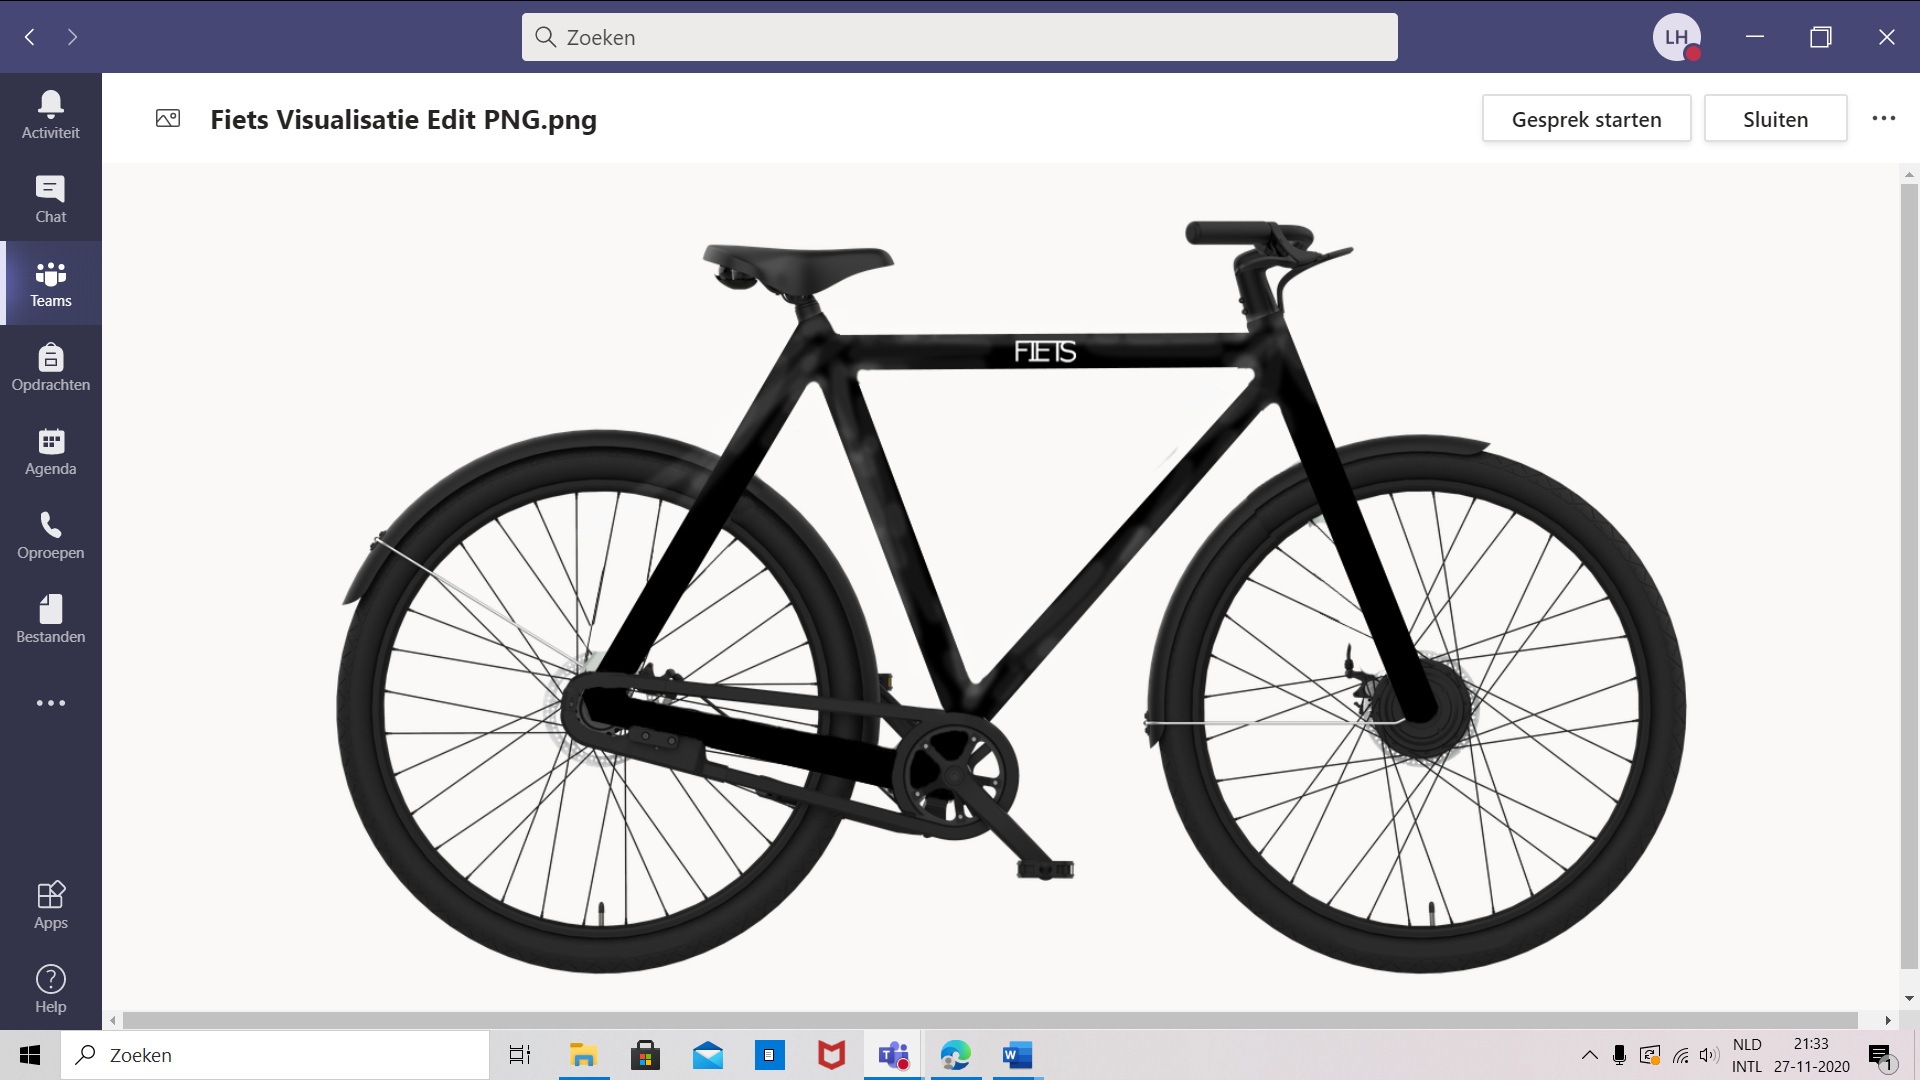 Zoeken
LH
Activiteit
Chat
Teams
Opdrachten
Agenda
Oproepen
Bestanden
Apps
Help
Fiets Visualisatie Edit PNG.png
Gesprek starten
Sluiten
FIETS
Zoeken
NLD
INTL
21:33
27-11-2020
1